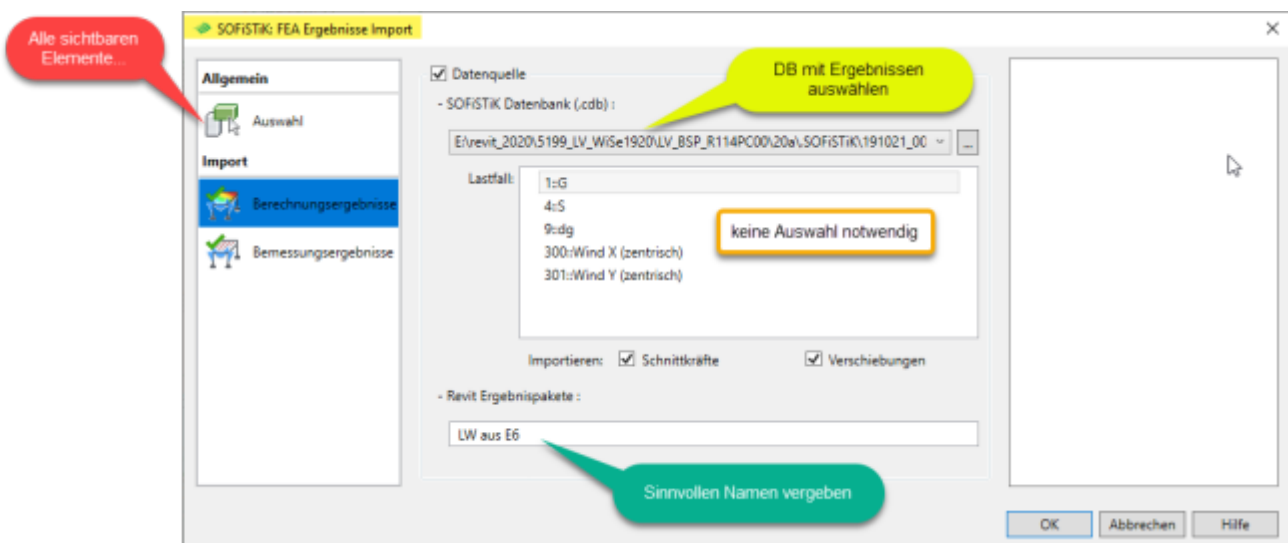 SOFiSTiK: FEA Ergebnisse Import
Alle sichtbaren
Elemente...
Allgemein
Auswahl
Import
Berechnungsergebnisse
Bemessungsergebnisse
Datenquelle
DB mit Ergebnissen
auswählen
- SOFiSTiK Datenbank (.cdb) :
E:\revit_2020\5199_LV_WiSe1920\LV_BSP_R114PC00\20a\.SOFiSTiK\191021_00
...
Lastfall:
1::G
4::S
9::dg
300::Wind X (zentrisch)
301::Wind Y (zentrisch)
keine Auswahl notwendig
Importieren: Schnittkräfte Verschiebungen
- Revit Ergebnispakete :
LW aus E6
Sinnvollen Namen vergeben
OK Abbrechen Hilfe